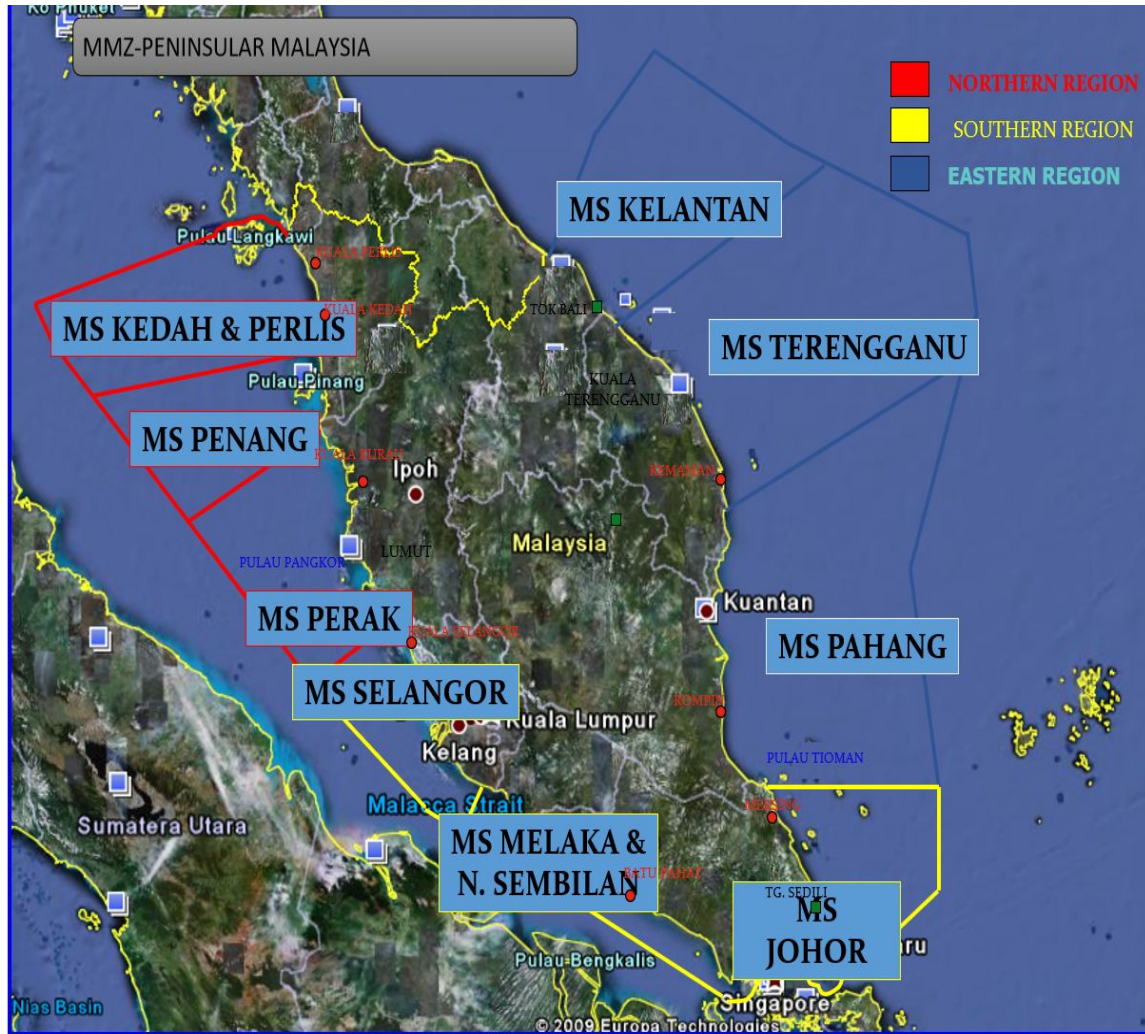 Ko Phuket
MMZ-PENINSULAR MALAYSIA
NORTHERN REGION
SOUTHERN REGION
EASTERN REGION
MS KELANTAN
Pulau Langkawi
KUALA PERLIS
MS KEDAH & PERLIS
KUALA KEDAH
TOK BALI
MS TERENGGANU
Pulau Pinang
KUALA
TERENGGANU
MS PENANG
KUALA KURAU
Ipoh
KEMAMAN
Malaysia
LUMUT
PULAU PANGKOR
MS PERAK
Kuantan
KUALA SELANGOR
MS PAHANG
MS SELANGOR
ROMPIN
Kuala Lumpur
Kelang
PULAU TIOMAN
Malacca Strait
MERSING
Sumatera Utara
MS MELAKA &
N. SEMBILAN
BATU PAHAT
TG. SEDILI
MS
JOHOR
aru
Pulau Bengkalis
Singapore
Nias Basin
© 2009 Europa Technologies